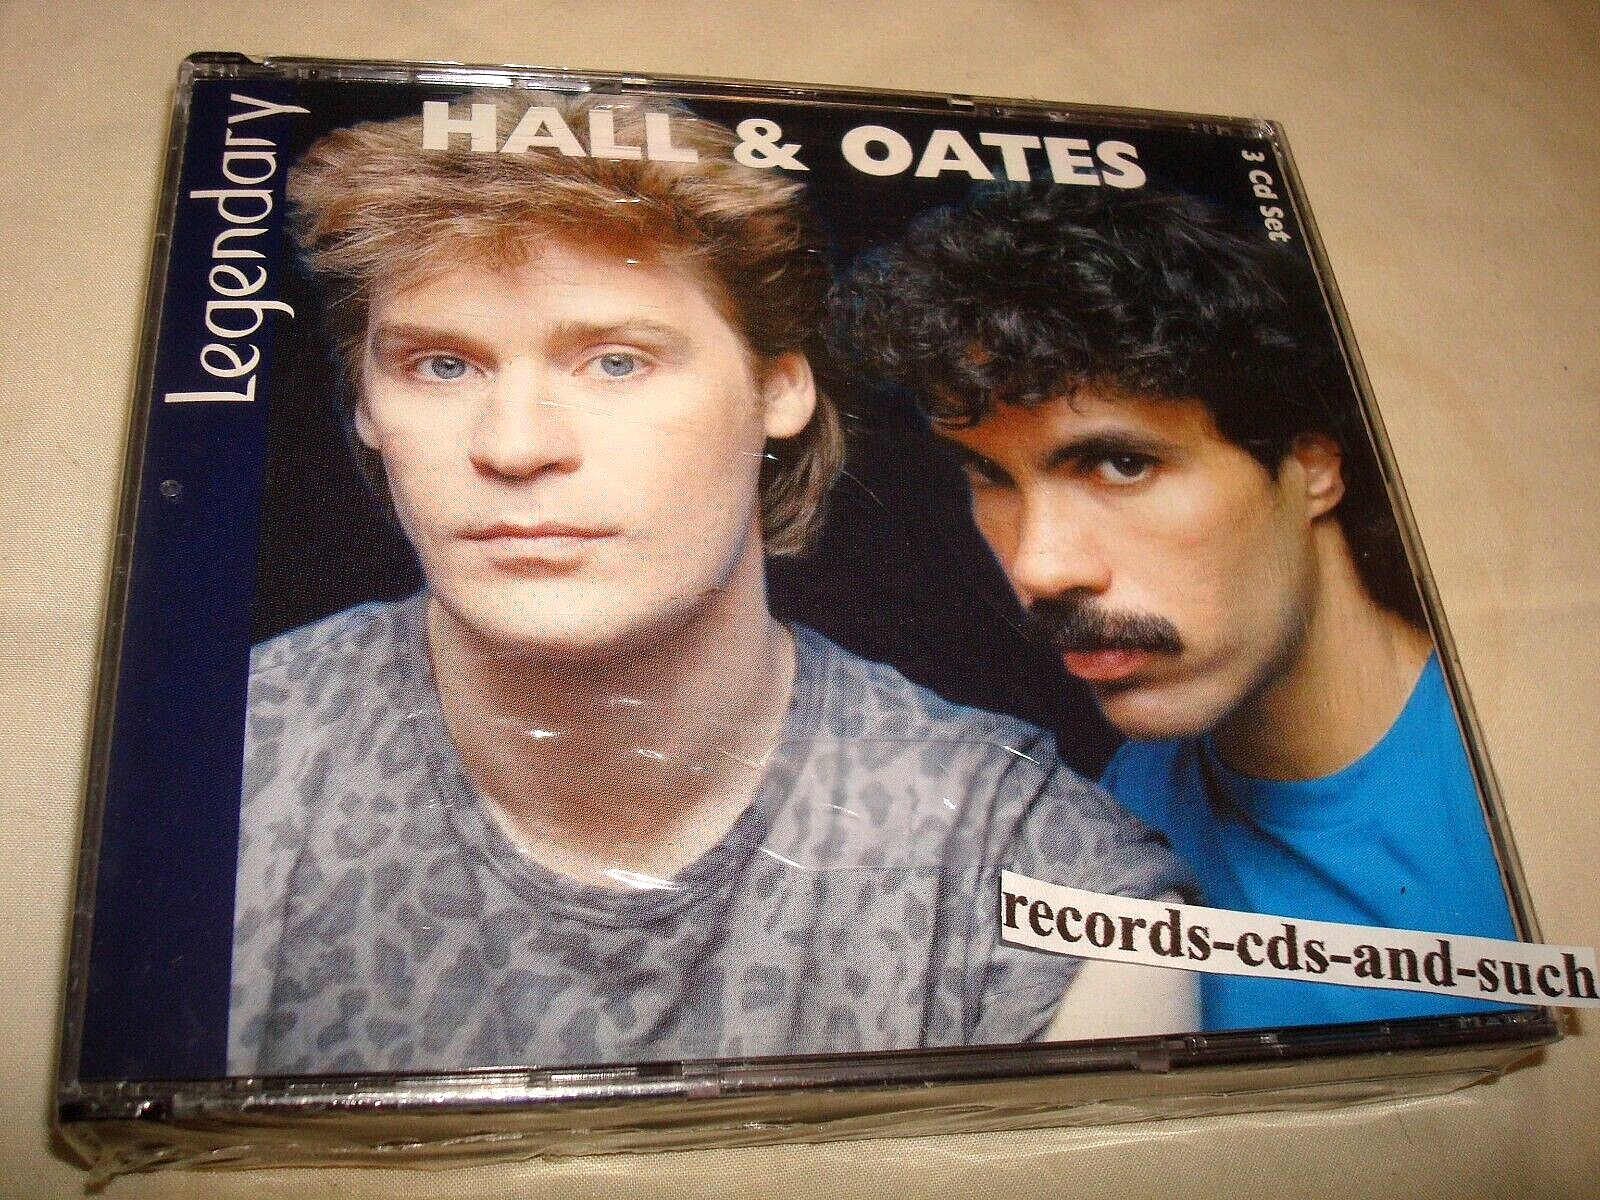 Legendary
HALL & OATES
3 Cd Set
records-cds-and-such